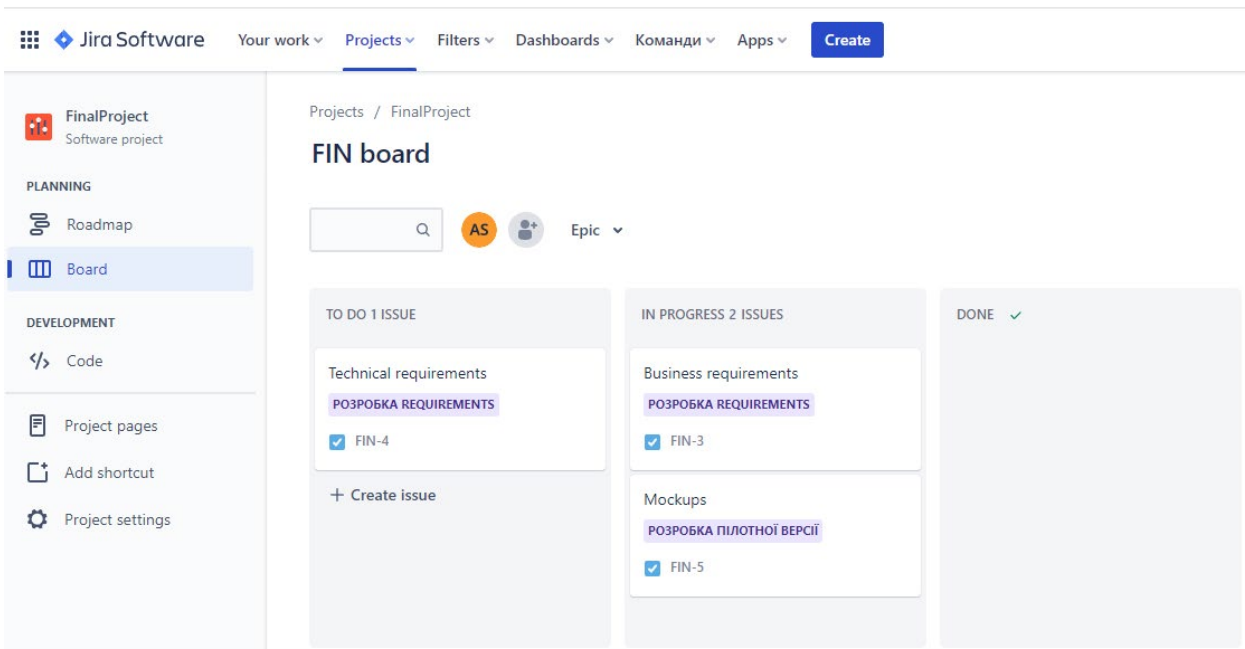 Jira Software Your work Projects Filters Dashboards Команди Apps Create
FinalProject
Software project
PLANNING
Roadmap
Board
DEVELOPMENT
Code
Project pages
Add shortcut
Project settings
Projects / FinalProject
FIN board
AS Epic
TO DO 1 ISSUE
Technical requirements
РОЗРОБКА REQUIREMENTS
FIN-4
+ Create issue
IN PROGRESS 2 ISSUES
Business requirements
РОЗРОБКА REQUIREMENTS
FIN-3
Mockups
РОЗРОБКА ПІЛОТНОЇ ВЕРСІЇ
FIN-5
DONE